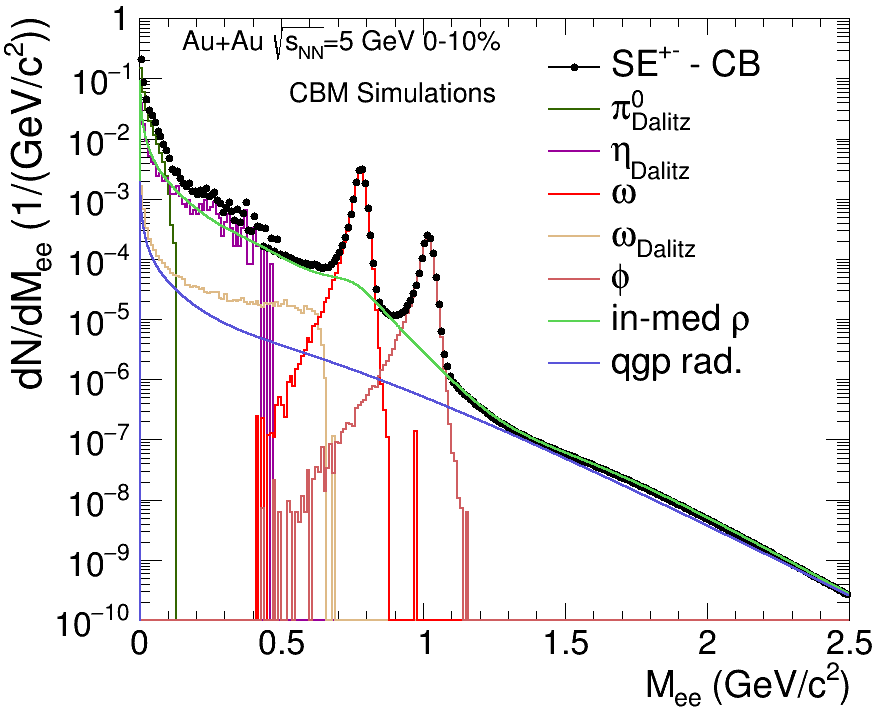 Au+Au √sNN=5 GeV 0-10%
CBM Simulations
SE+- - CB
π0Dalitz
ηDalitz
ω
ωDalitz
ϕ
in-med ρ
qgp rad.
dN/dMee (1/(GeV/c2))
1
10−1
10−2
10−3
10−4
10−5
10−6
10−7
10−8
10−9
10−10
0 0.5 1 1.5 2 2.5
Mee (GeV/c2)